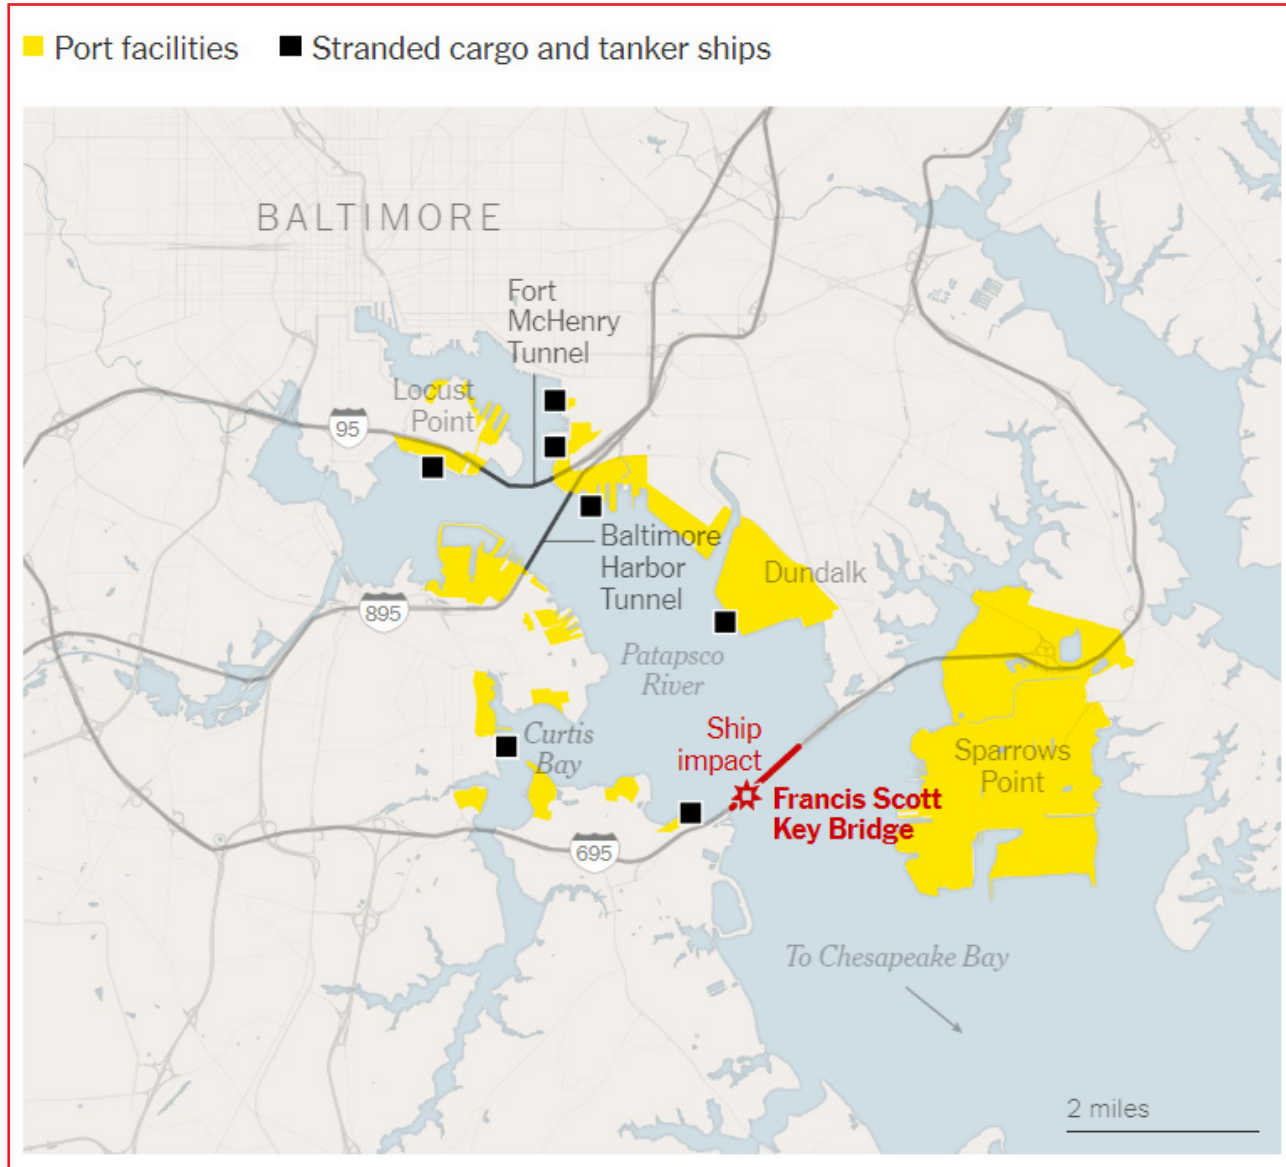 Port facilities
Stranded cargo and tanker ships
BALTIMORE
Fort
McHenry
Tunnel
Locust
Point
95
Baltimore
Harbor
Tunnel
Dundalk
895
Patapsco
River
Ship
impact
Curtis
Bay
Sparrows
Point
Francis Scott
Key Bridge
695
To Chesapeake Bay
2 miles